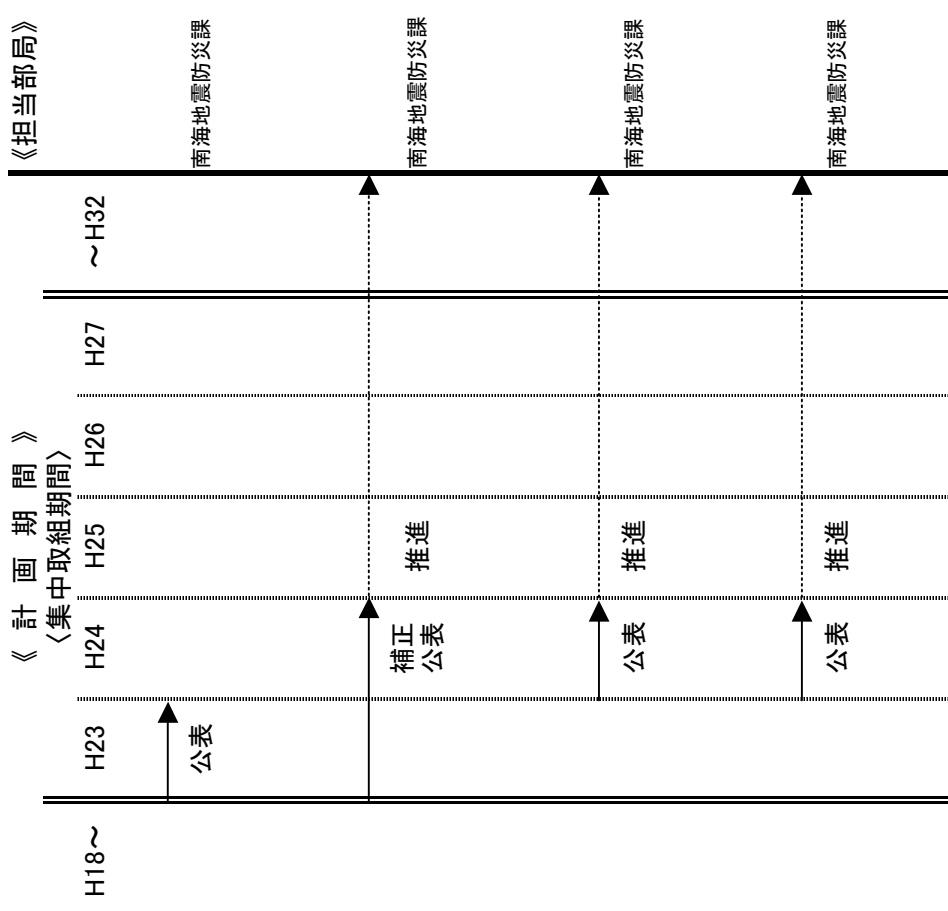 《 計 画 期 間 》
〈集中取組期間〉
《担当部局》
H18～
H23
H24
H25
H26
H27
～H32
公表
南海地震防災課
補正
公表
推進
南海地震防災課
公表
推進
南海地震防災課
公表
推進
南海地震防災課